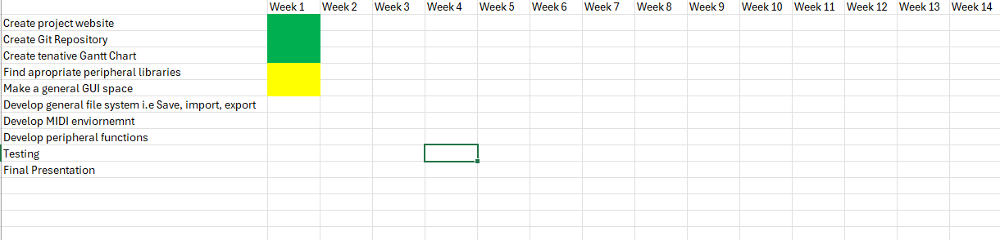 Week 1 Week 2 Week 3 Week 4 Week 5 Week 6 Week 7 Week 8 Week 9 Week 10 Week 11 Week 12 Week 13 Week 14
Create project website
Create Git Repository
Create tenative Gantt Chart
Find apropriate peripheral libraries
Make a general GUI space
Develop general file system i.e Save, import, export
Develop MIDI enviornemnt
Develop peripheral functions
Testing
Final Presentation